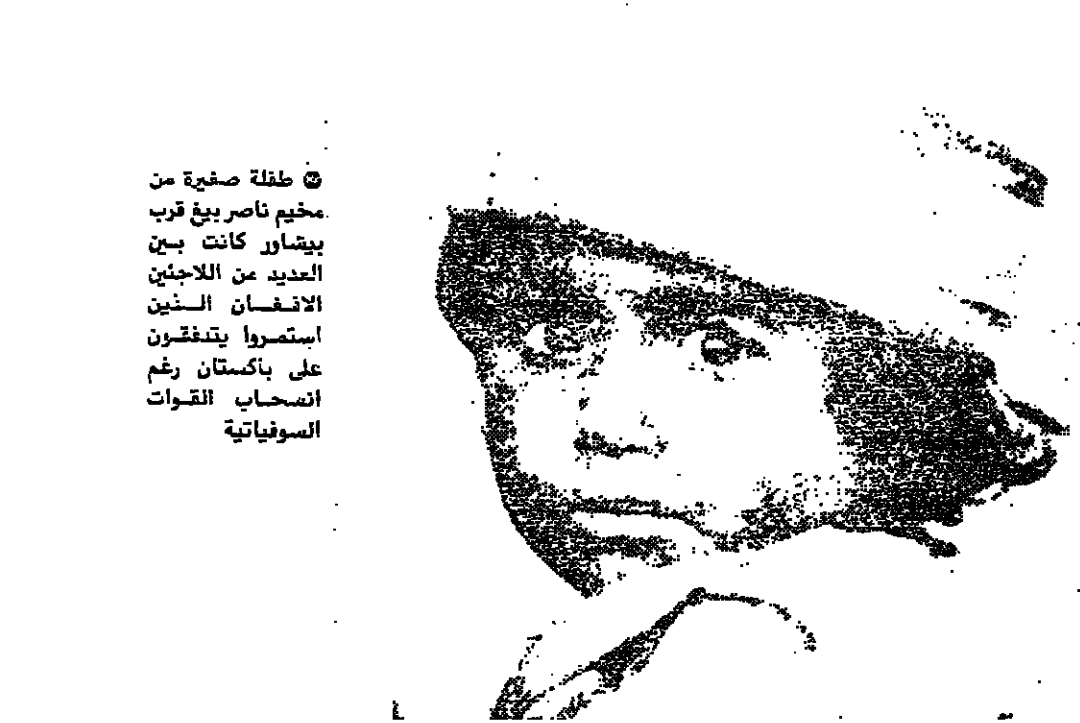 طفلة صغيرة من
مخيم ناصر بيغ قرب
بيشاور كانت بين
العديد من اللاجئين
الافغان الذين
استمروا يتدفقون
على باكستان رغم
انسحاب القوات
السوفياتية